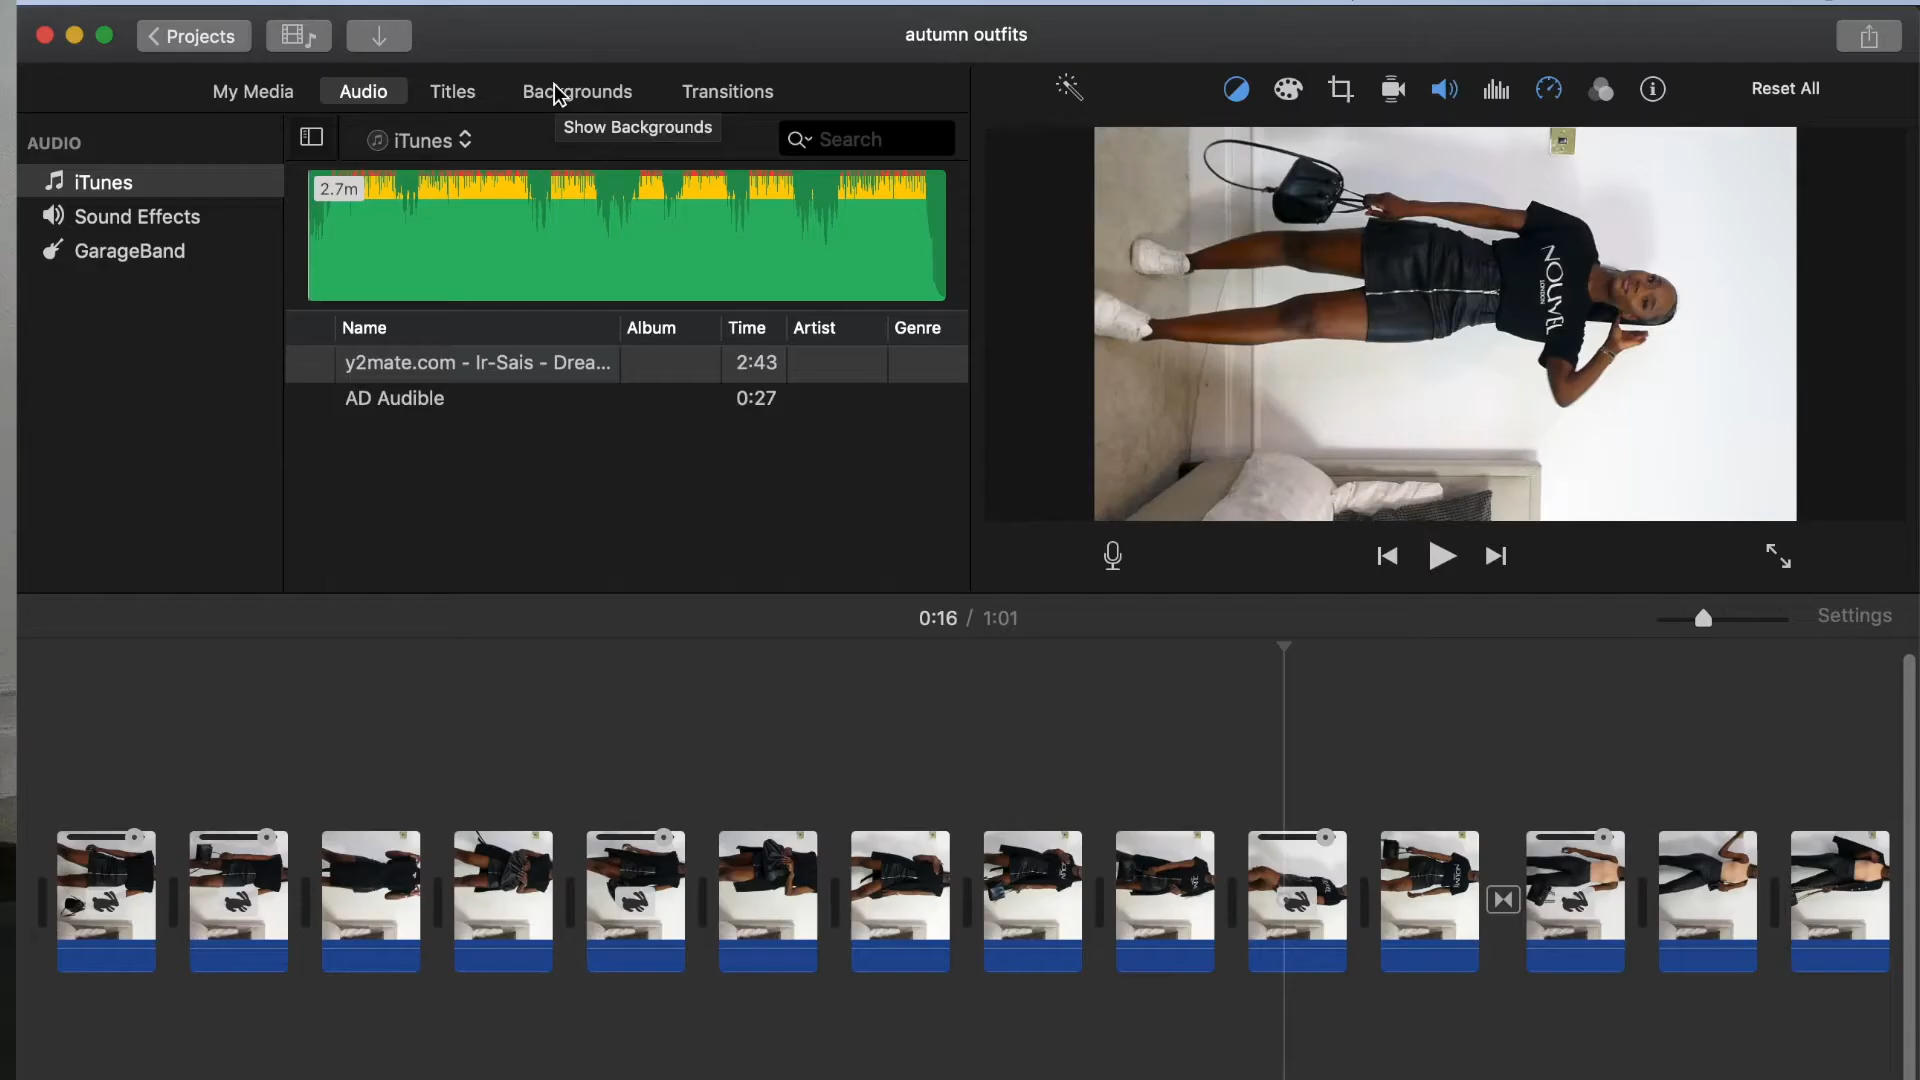 Projects
autumn outfits
My Media
Audio
Titles
Backgrounds
Transitions
Reset All
Show Backgrounds
AUDIO
iTunes
Search
iTunes
Sound Effects
GarageBand
2.7m
Name
Album
Time
Artist
Genre
y2mate.com - Ir-Sais - Drea...
2:43
AD Audible
0:27
NOUVEL
LONDON
0:16 / 1:01
Settings